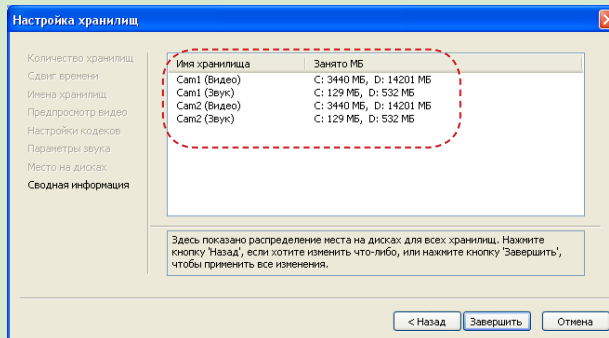 Настройка хранилищ
Количество хранилищ
Сдвиг времени
Имена хранилищ
Предпросмотр видео
Настройки кодеков
Параметры звука
Место на дисках
Сводная информация
Имя хранилища Занято МБ
Cam1 (Видео) C: 3440 МБ, D: 14201 МБ
Cam1 (Звук) C: 129 МБ, D: 532 МБ
Cam2 (Видео) C: 3440 МБ, D: 14201 МБ
Cam2 (Звук) C: 129 МБ, D: 532 МБ
Здесь показано распределение места на дисках для всех хранилищ. Нажмите
кнопку 'Назад', если хотите изменить что-либо, или нажмите кнопку 'Завершить',
чтобы применить все изменения.
< Назад Завершить Отмена